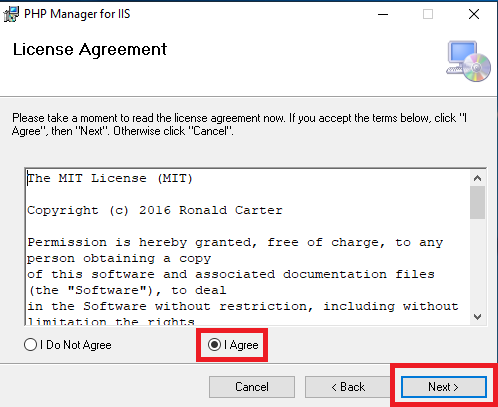 PHP Manager for IIS
License Agreement
Please take a moment to read the license agreement now. If you accept the terms below, click "I
Agree", then "Next". Otherwise click "Cancel".
The MIT License (MIT)
Copyright (c) 2016 Ronald Carter
Permission is hereby granted, free of charge, to any
person obtaining a copy
of this software and associated documentation files
(the "Software"), to deal
in the Software without restriction, including without
limitation the rights
I Do Not Agree
I Agree
Cancel
< Back
Next >